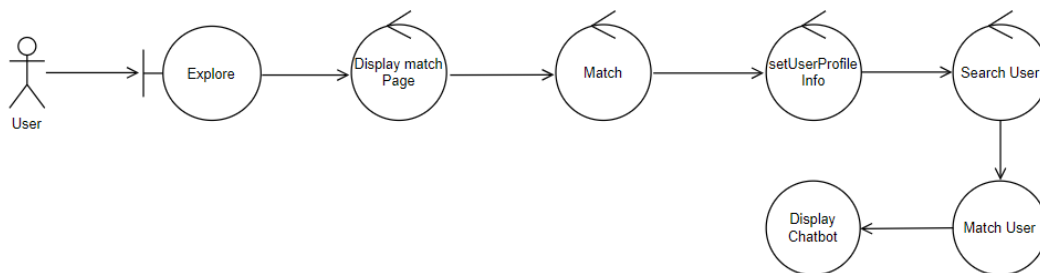 User
Explore
Display match
Page
Match
setUserProfile
Info
Search User
Match User
Display
Chatbot